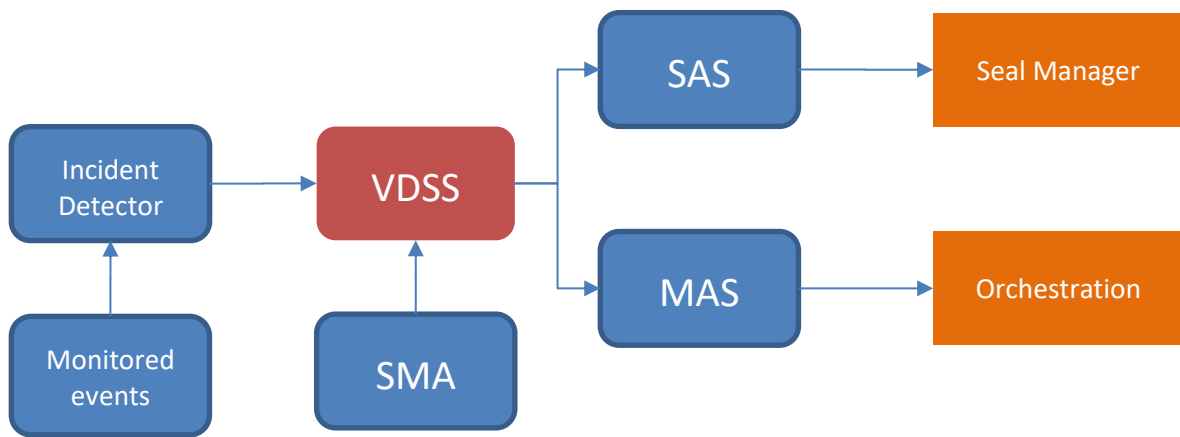 SAS
Seal Manager
Incident
Detector
VDSS
MAS
Orchestration
Monitored
events
SMA